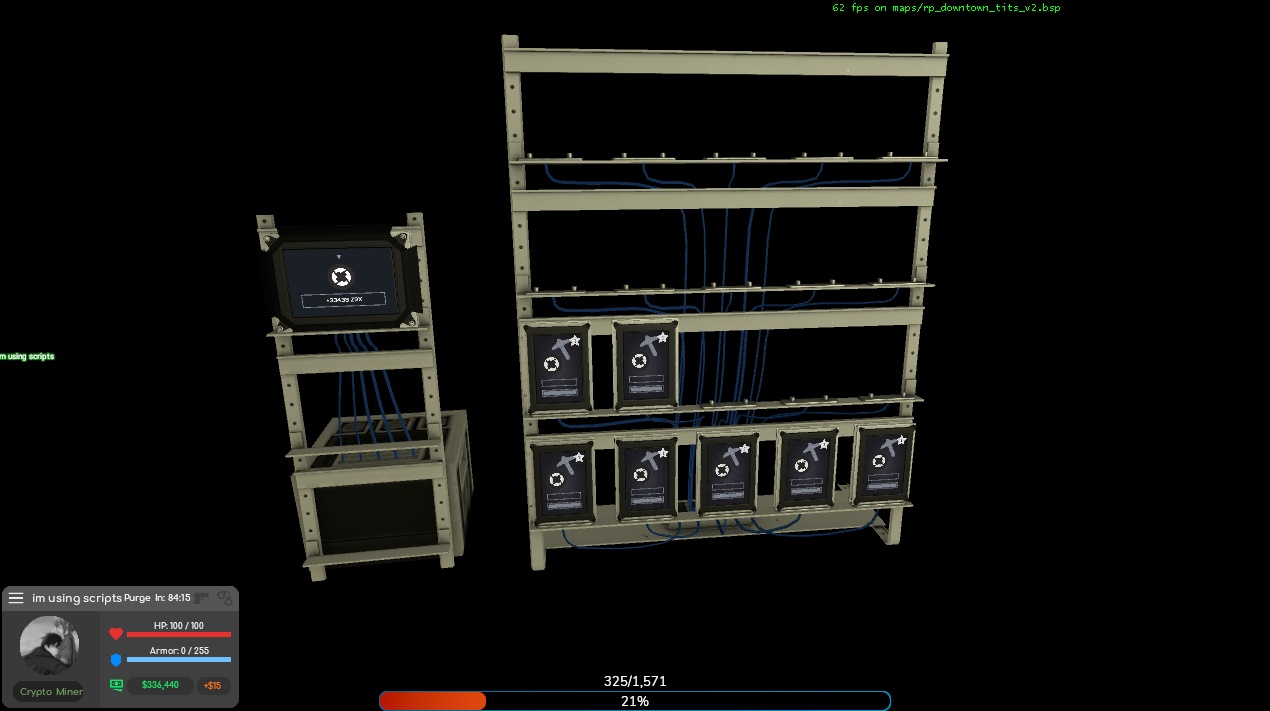 62 fps on maps/rp_downtown_tits_v2.bsp
im using scripts
im using scripts Purge In: 84:15
HP: 100 / 100
Armor: 0 / 255
Crypto Miner
$336,440 +$15
325/1,571
21%